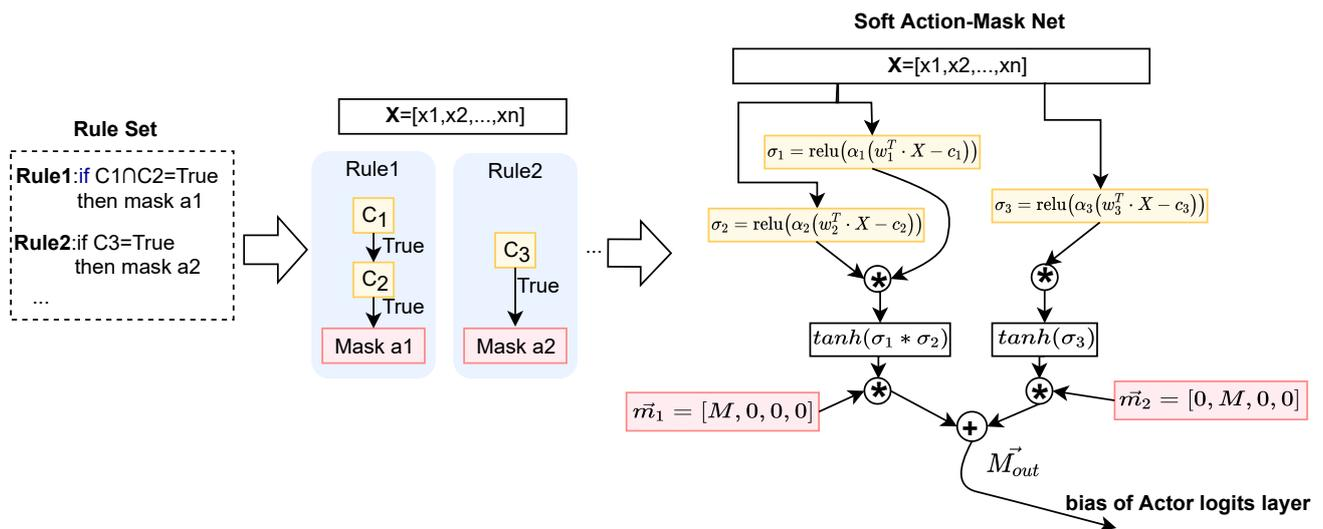 Soft Action-Mask Net
X=[x1,x2,...,xn]
X=[x1,x2,...,xn]
Rule Set
Rule1:if C1∩C2=True
then mask a1
Rule2:if C3=True
then mask a2
...
Rule1
C1
True
C2
True
Mask a1
Rule2
C3
True
Mask a2
...
σ₁ = relu(α₁(w₁ᵀ · X − c₁))
σ₂ = relu(α₂(w₂ᵀ · X − c₂))
σ₃ = relu(α₃(w₃ᵀ · X − c₃))
*
*
tanh(σ₁ * σ₂)
tanh(σ₃)
m⃗₁ = [M, 0, 0, 0]
*
*
m⃗₂ = [0, M, 0, 0]
+
M⃗out
bias of Actor logits layer